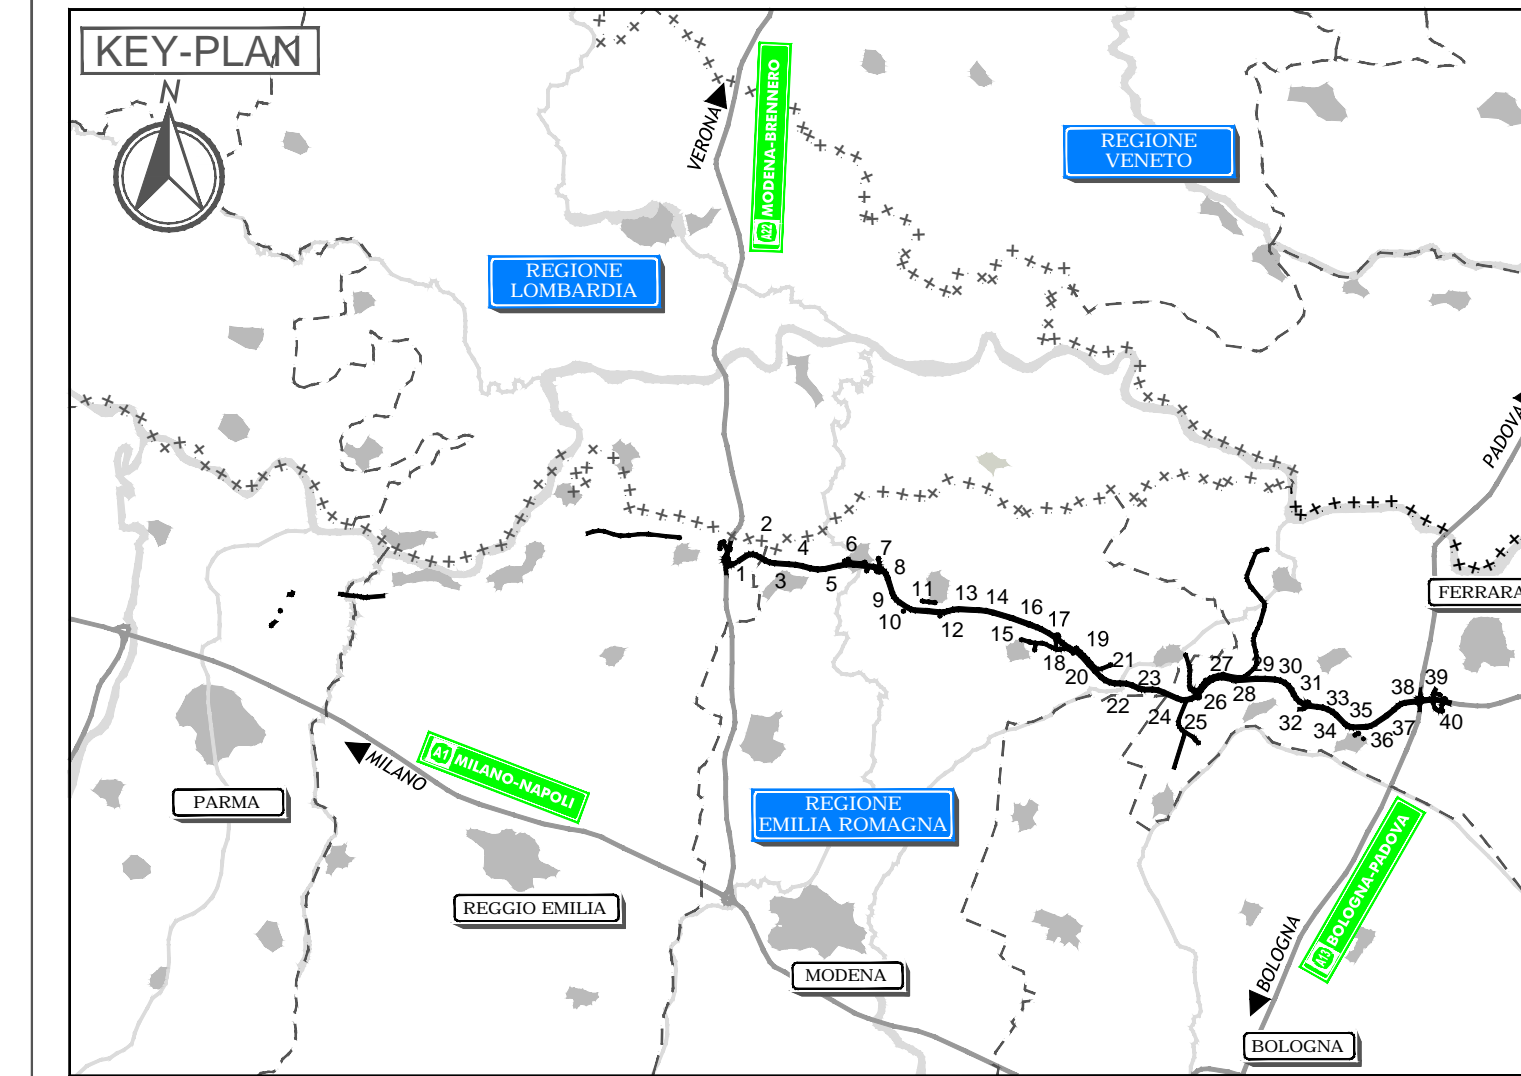 KEY-PLAN
N
VERONA
A22 MODENA-BRENNERO
REGIONE
VENETO
REGIONE
LOMBARDIA
PADOVA
2
1
3
4
5
6
7
8
9
10
11
12
13
14
15
16
17
18
19
20
21
22
23
24
25
26
27
28
29
30
31
32
33
34
35
36
37
38
39
40
FERRARA
MILANO
A1 MILANO-NAPOLI
PARMA
REGIONE
EMILIA ROMAGNA
REGGIO EMILIA
A13 BOLOGNA-PADOVA
BOLOGNA
MODENA
BOLOGNA